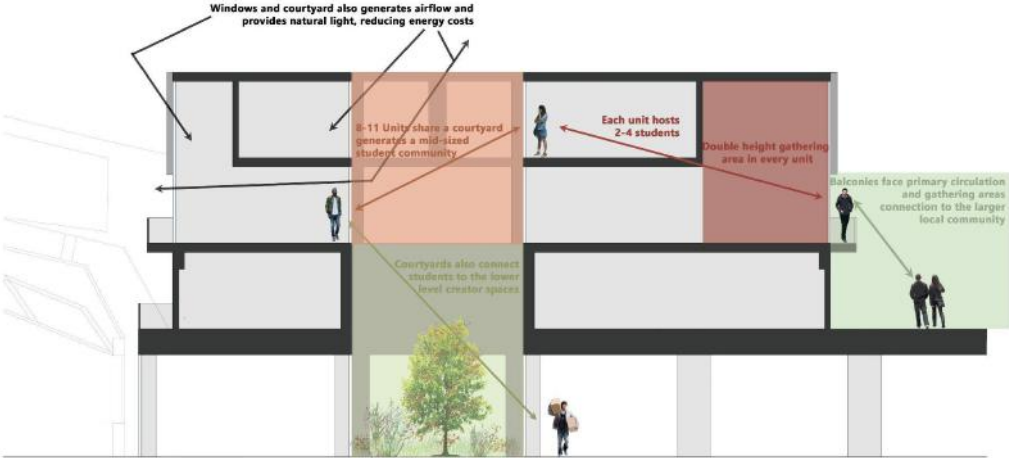 Windows and courtyard also generates airflow and
provides natural light, reducing energy costs
8-11 Units share a courtyard
generates a mid-sized
student community
Each unit hosts
2-4 students
Double height gathering
area in every unit
Balconies face primary circulation
and gathering areas
connection to the larger
local community
Courtyards also connect
students to the lower
level creator spaces